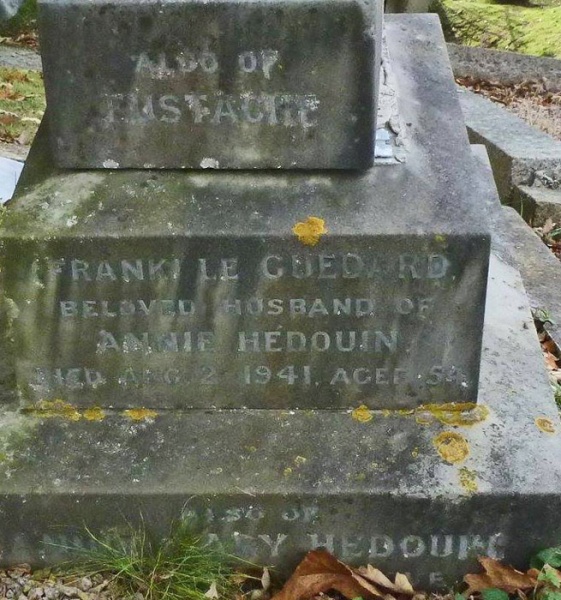 ALSO OF
EUSTACHE
(FRANK) LE GUEDARD.
BELOVED HUSBAND OF
ANNIE HEDOUIN,
DIED AUG. 2 1941, AGED
ALSO OF
MARY HEDOUIN